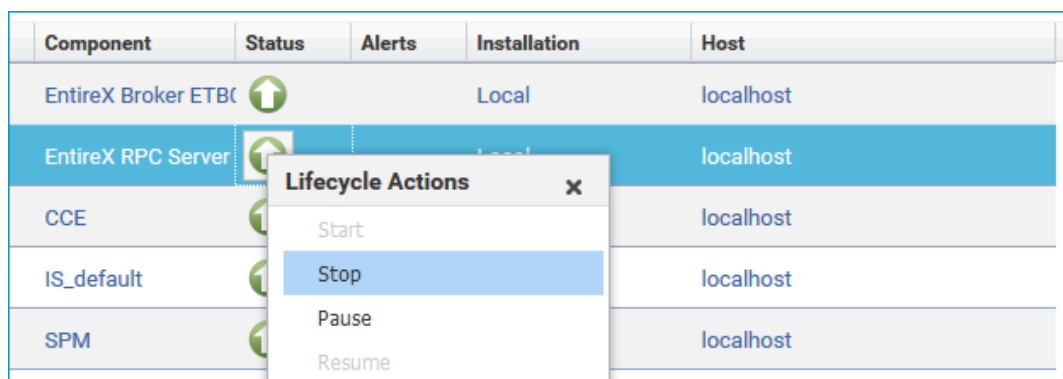 Component Status Alerts Installation Host
EntireX Broker ETB Local localhost
EntireX RPC Server Local localhost
Lifecycle Actions
Start
CCE localhost
Stop
IS_default localhost
Pause
SPM localhost
Resume